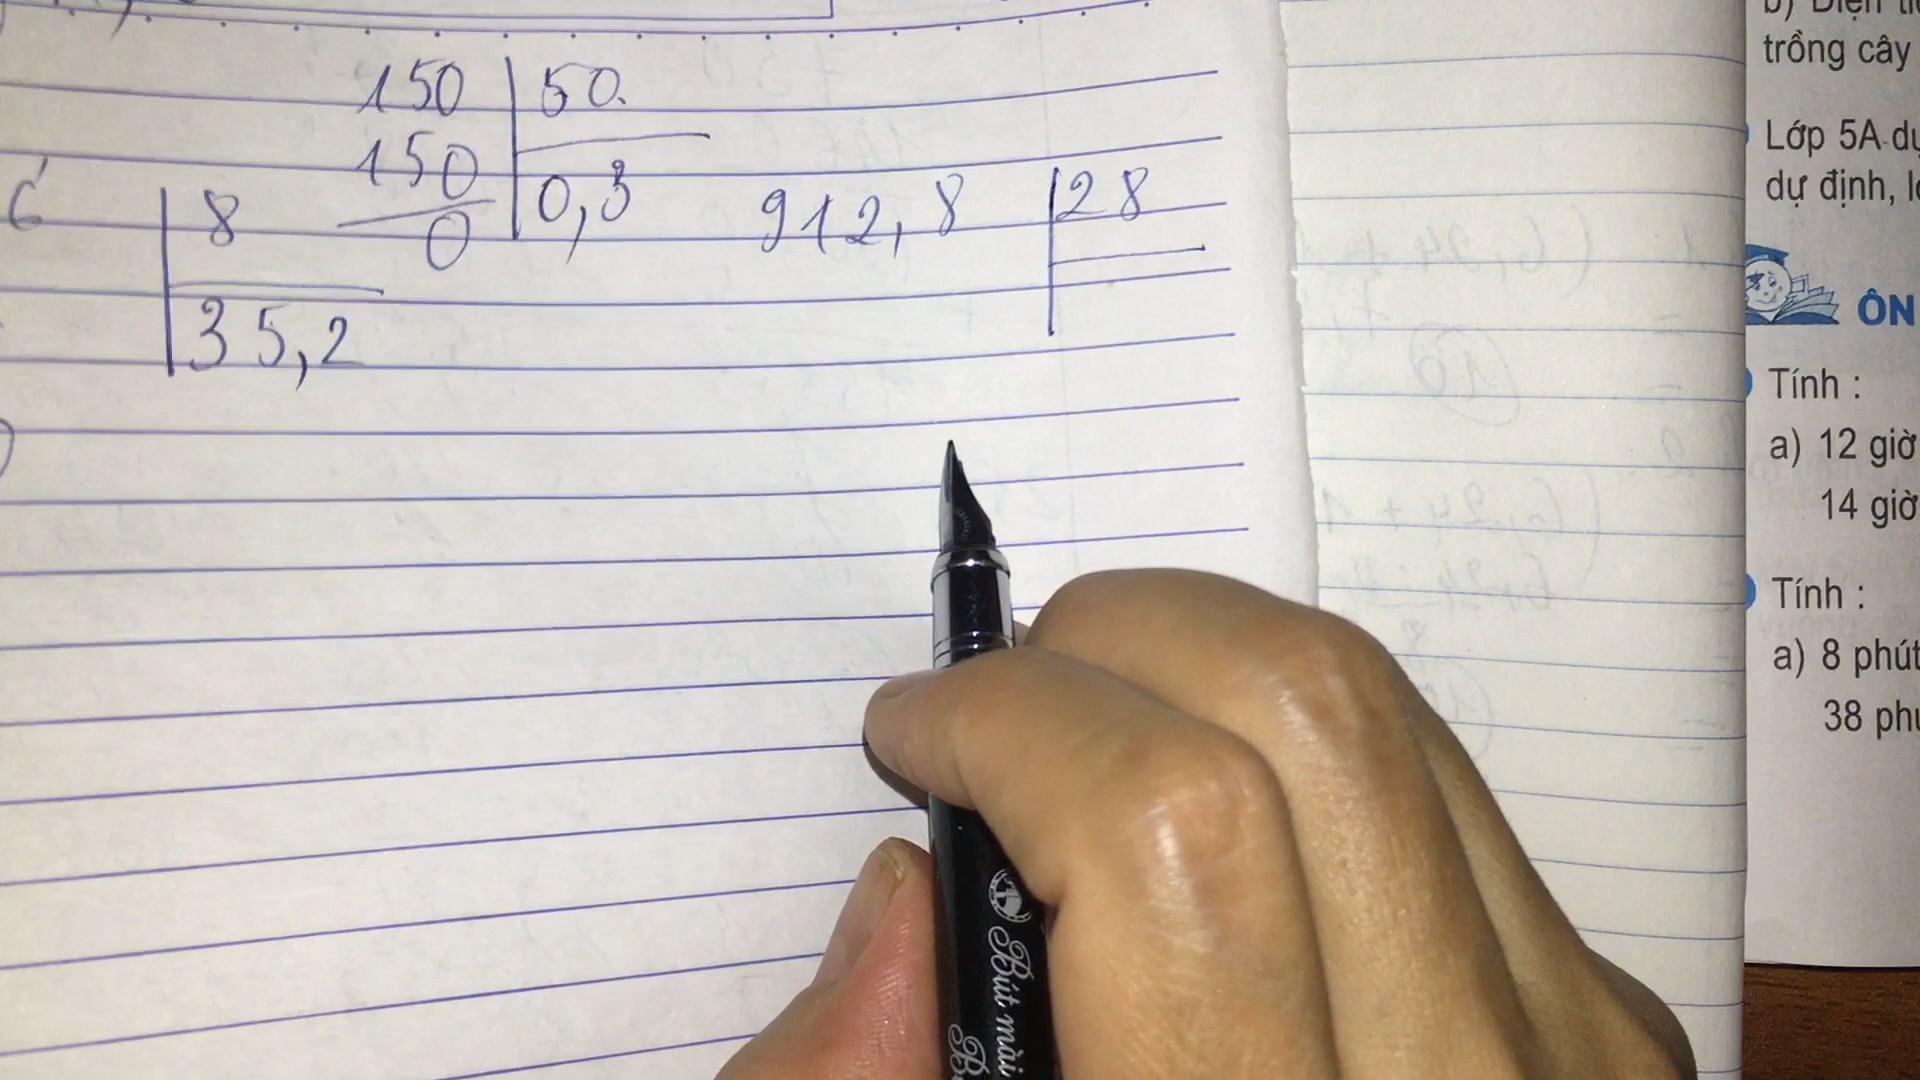 150 50
150 0,3
0
6 8
35,2
912,8 28
trồng cây
Lớp 5A
dự định,
ÔN
Tính :
a) 12 giờ
14 giờ
Tính :
a) 8 phút
38
Bút mài